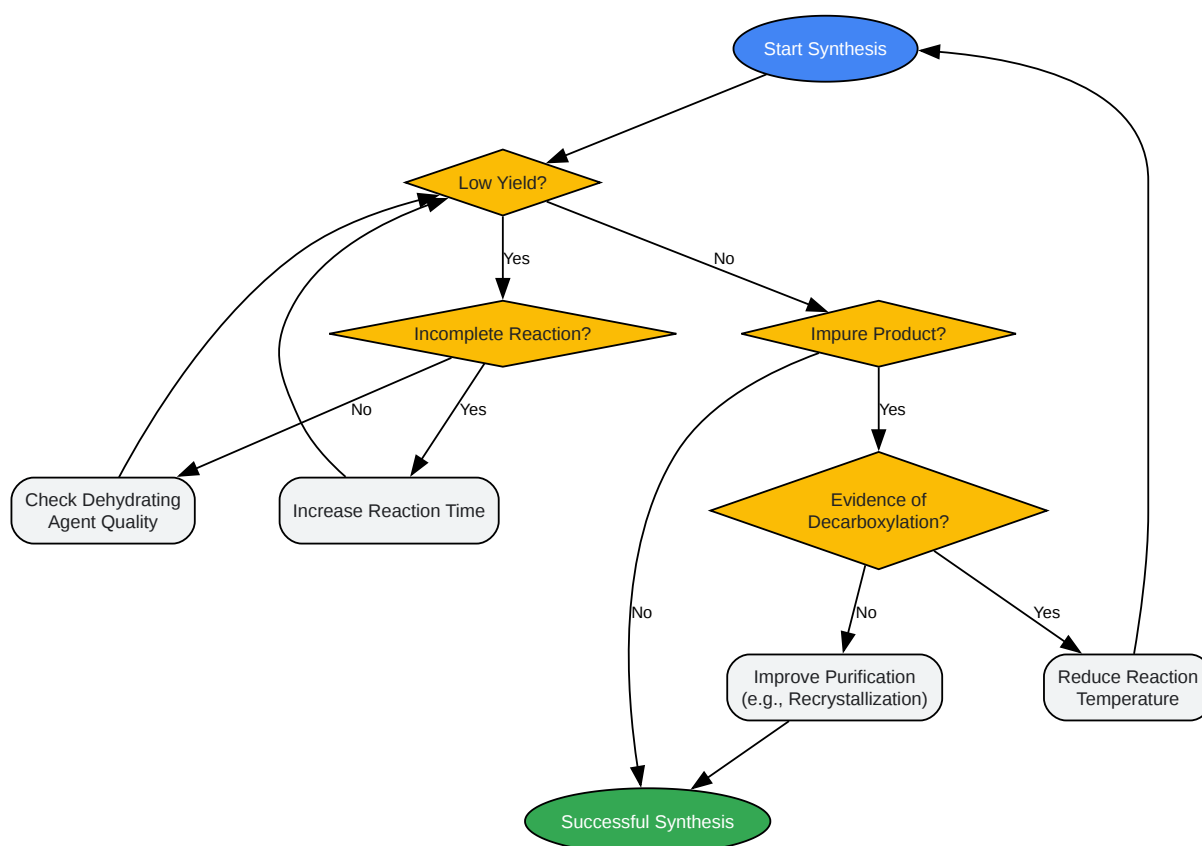 Start Synthesis
Low Yield?
Yes
No
Incomplete Reaction?
Impure Product?
No
Yes
Yes
Check Dehydrating
Agent Quality
Increase Reaction Time
Evidence of
Decarboxylation?
No
No
Yes
Improve Purification
(e.g., Recrystallization)
Reduce Reaction
Temperature
Successful Synthesis